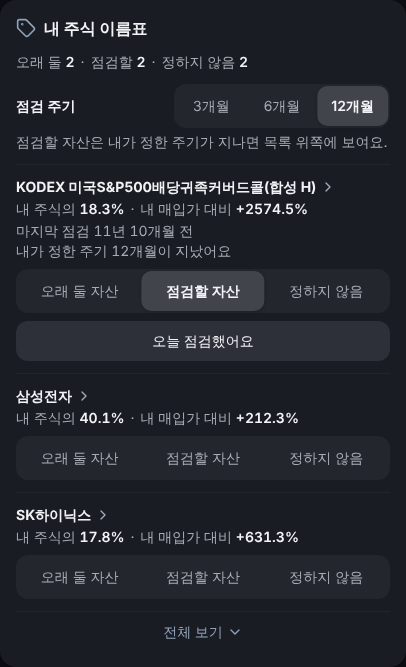 내 주식 이름표
오래 둘 2 · 점검할 2 · 정하지 않음 2
점검 주기
3개월 6개월 12개월
점검할 자산은 내가 정한 주기가 지나면 목록 위쪽에 보여요.
KODEX 미국S&P500배당귀족커버드콜(합성 H) >
내 주식의 18.3% · 내 매입가 대비 +2574.5%
마지막 점검 11년 10개월 전
내가 정한 주기 12개월이 지났어요
오래 둘 자산 점검할 자산 정하지 않음
오늘 점검했어요
삼성전자 >
내 주식의 40.1% · 내 매입가 대비 +212.3%
오래 둘 자산 점검할 자산 정하지 않음
SK하이닉스 >
내 주식의 17.8% · 내 매입가 대비 +631.3%
오래 둘 자산 점검할 자산 정하지 않음
전체 보기